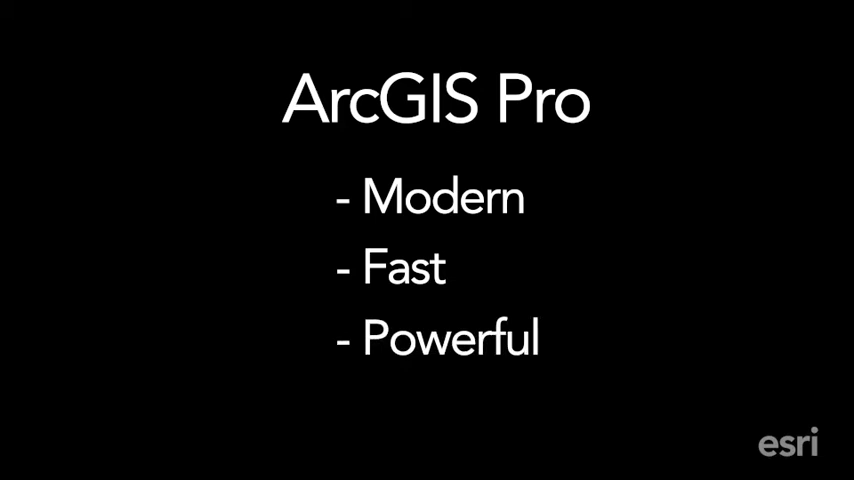 ArcGIS Pro
- Modern
- Fast
- Powerful
esri